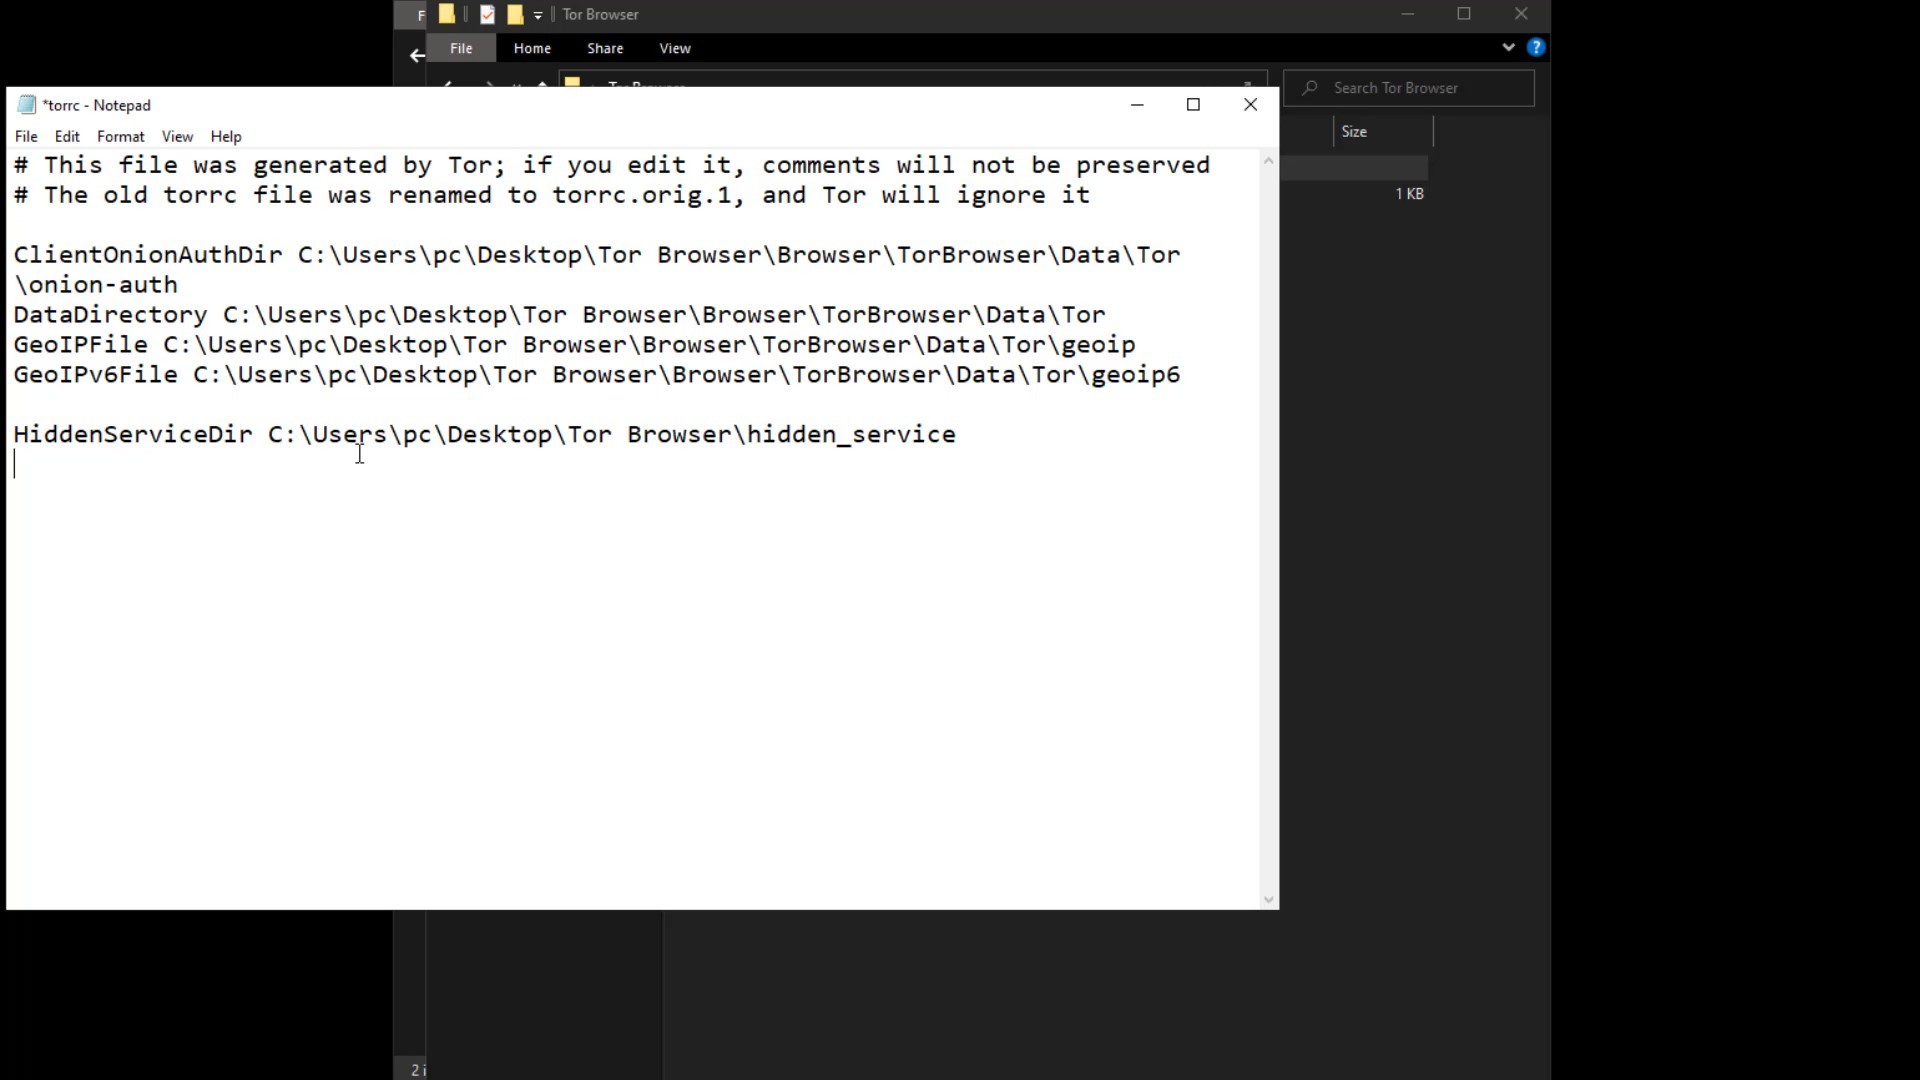 F
Tor Browser
File Home Share View
Tor Browser
Search Tor Browser
*torrc - Notepad
Size
File Edit Format View Help
# This file was generated by Tor; if you edit it, comments will not be preserved
# The old torrc file was renamed to torrc.orig.1, and Tor will ignore it
1 KB
ClientOnionAuthDir C:\Users\pc\Desktop\Tor Browser\Browser\TorBrowser\Data\Tor
\onion-auth
DataDirectory C:\Users\pc\Desktop\Tor Browser\Browser\TorBrowser\Data\Tor
GeoIPFile C:\Users\pc\Desktop\Tor Browser\Browser\TorBrowser\Data\Tor\geoip
GeoIPv6File C:\Users\pc\Desktop\Tor Browser\Browser\TorBrowser\Data\Tor\geoip6
HiddenServiceDir C:\Users\pc\Desktop\Tor Browser\hidden_service
2 i